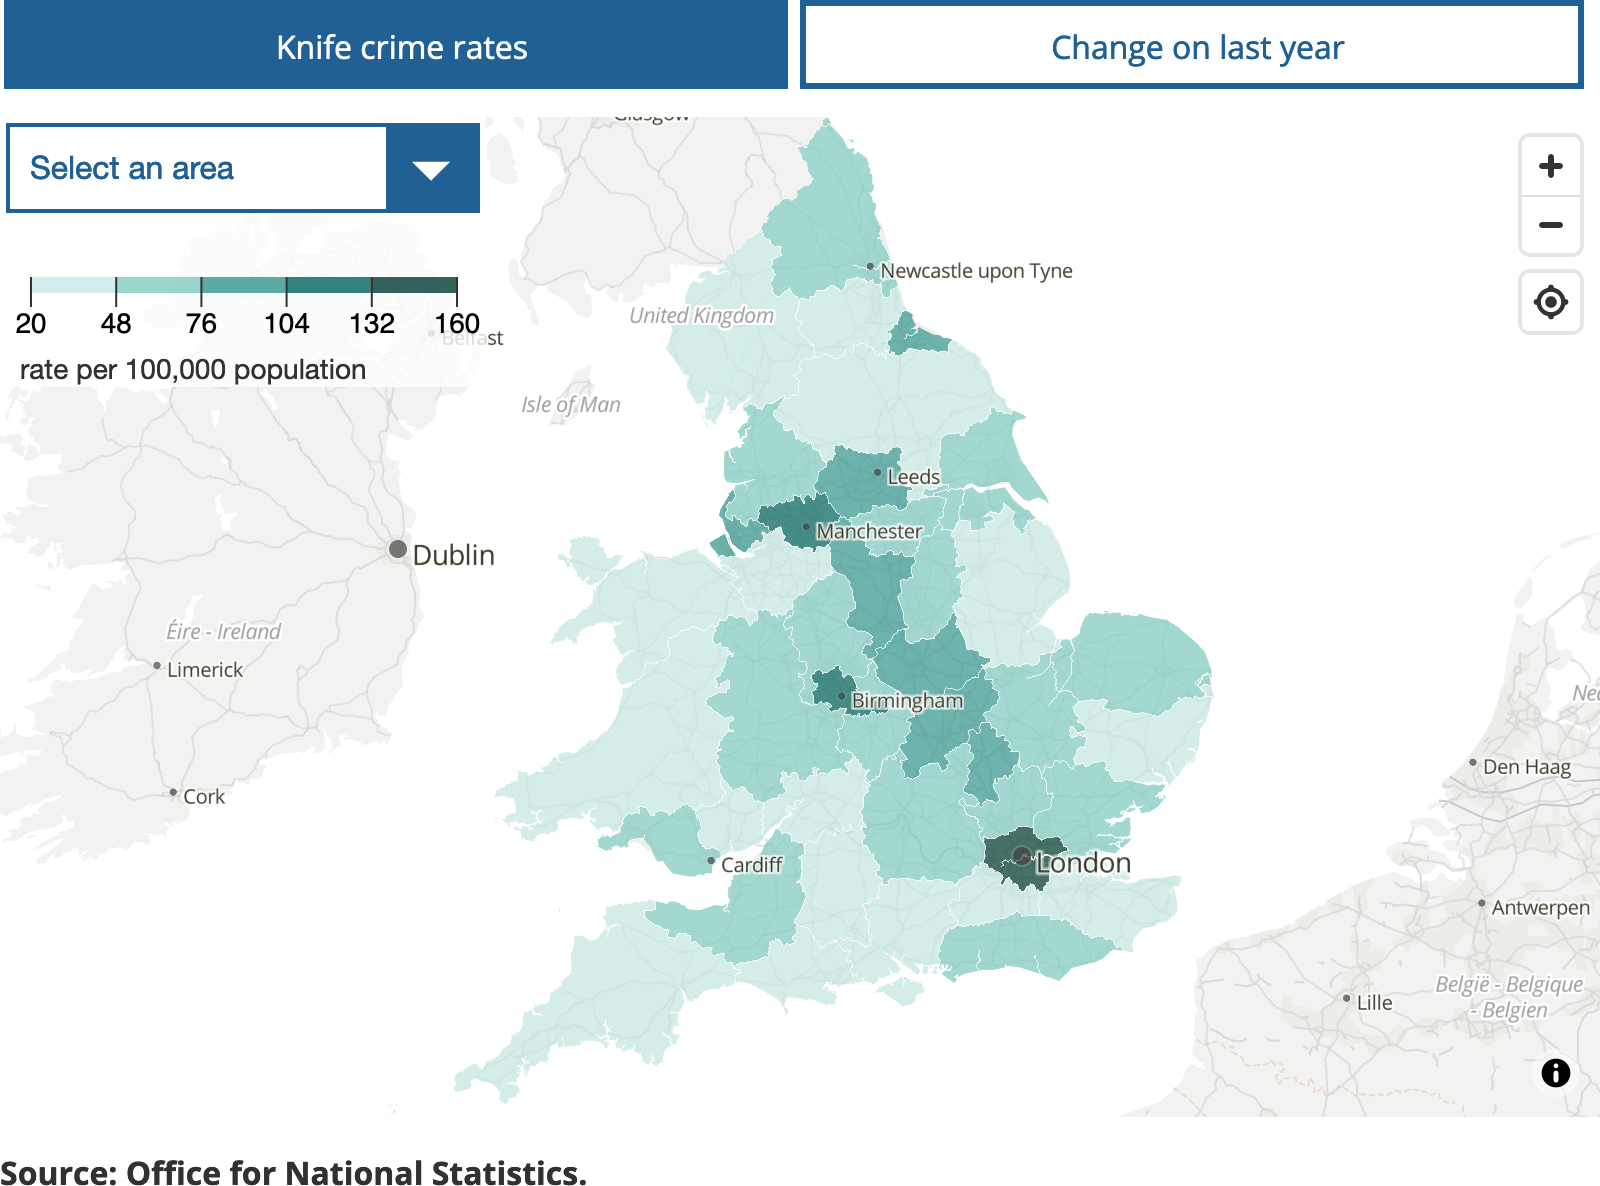 Knife crime rates
Change on last year
Glasgow
Select an area
Newcastle upon Tyne
United Kingdom
20 48 76 104 132 160
Belfast
rate per 100,000 population
Isle of Man
Leeds
Manchester
Dublin
Éire - Ireland
Limerick
Birmingham
Den Haag
Cork
London
Cardiff
Antwerpen
België - Belgique
- Belgien
Lille
Source: Office for National Statistics.